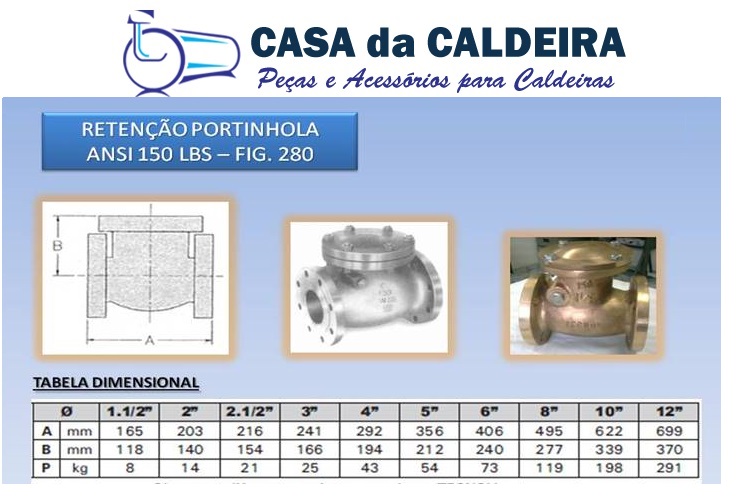 CASA da CALDEIRA
Peças e Acessórios para Caldeiras
RETENÇÃO PORTINHOLA
ANSI 150 LBS – FIG. 280
B
A
TABELA DIMENSIONAL
Ø 1.1/2” 2” 2.1/2” 3” 4” 5” 6” 8” 10” 12”
A mm 165 203 216 241 292 356 406 495 622 699
B mm 118 140 154 166 194 212 240 277 339 370
P kg 8 14 21 25 43 54 73 119 198 291